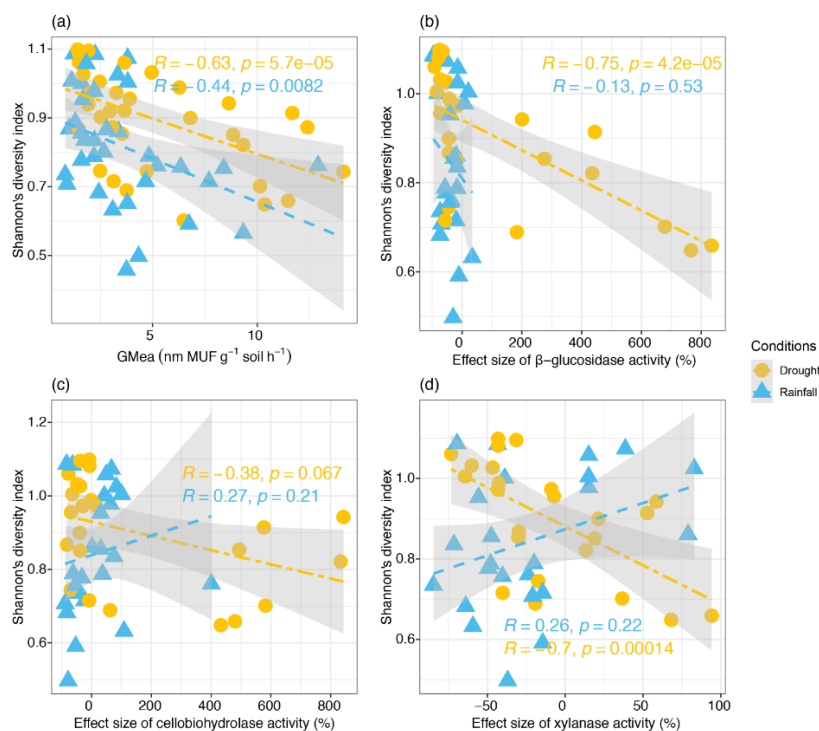 (a)
R = −0.63, p = 5.7e−05
R = −0.44, p = 0.0082
1.1
0.9
0.7
0.5
Shannon's diversity index
5
10
GMea (nm MUF g⁻¹ soil h⁻¹)
(b)
R = −0.75, p = 4.2e−05
R = −0.13, p = 0.53
1.0
0.8
0.6
Shannon's diversity index
0
200
400
600
800
Effect size of β−glucosidase activity (%)
Conditions
Drought
Rainfall
(c)
R = −0.38, p = 0.067
R = 0.27, p = 0.21
1.2
1.0
0.8
0.6
Shannon's diversity index
0
200
400
600
800
Effect size of cellobiohydrolase activity (%)
(d)
R = 0.26, p = 0.22
R = −0.7, p = 0.00014
1.2
1.0
0.8
0.6
Shannon's diversity index
−50
0
50
100
Effect size of xylanase activity (%)